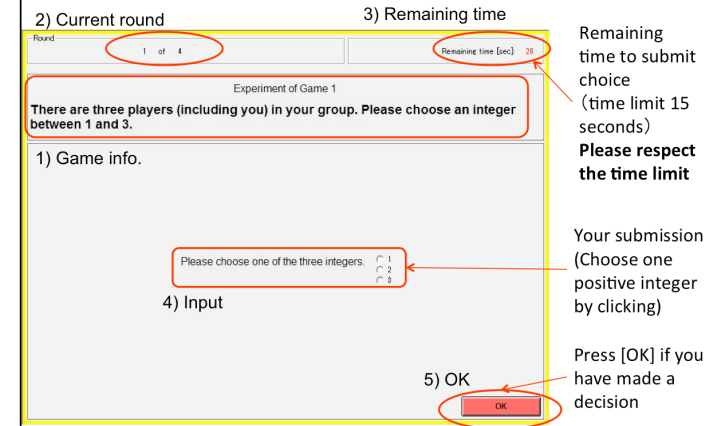 2) Current round
3) Remaining time
Round
1 of 4
Remaining time [sec]: 28
Experiment of Game 1
There are three players (including you) in your group. Please choose an integer
between 1 and 3.
1) Game info.
Please choose one of the three integers.
1
2
3
4) Input
5) OK
OK
Remaining
time to submit
choice
（time limit 15
seconds）
Please respect
the time limit
Your submission
(Choose one
positive integer
by clicking)
Press [OK] if you
have made a
decision